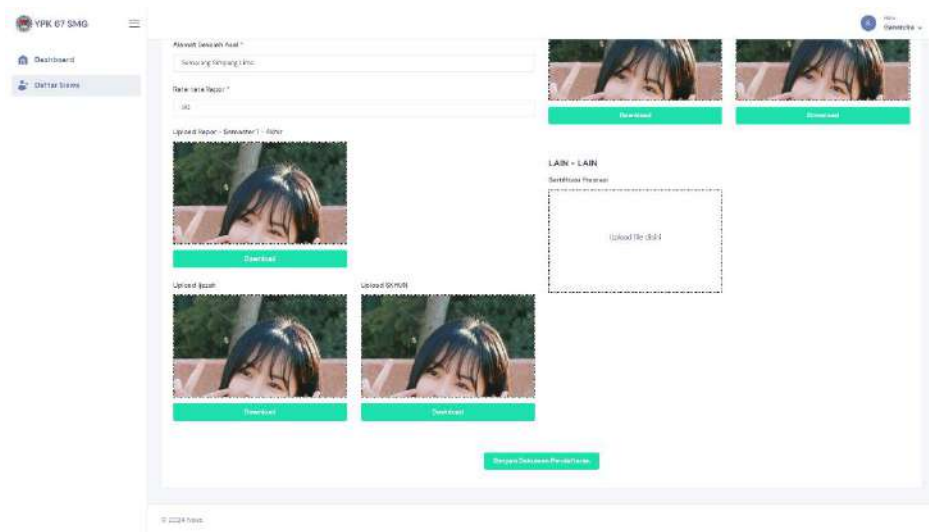 YPK 67 SMG
Dashboard
Daftar Siswa
Alamat Sekolah Asal *
Semarang Simpang Lima
Rata-rata Rapor *
90
Upload Rapor - Semester 1 - Akhir
Download
Upload Ijazah
Upload SKHUN
Download
Download
Download
Download
LAIN - LAIN
Sertifikasi Prestasi
Upload file disini
Simpan Dokumen Pendaftaran
© 2024